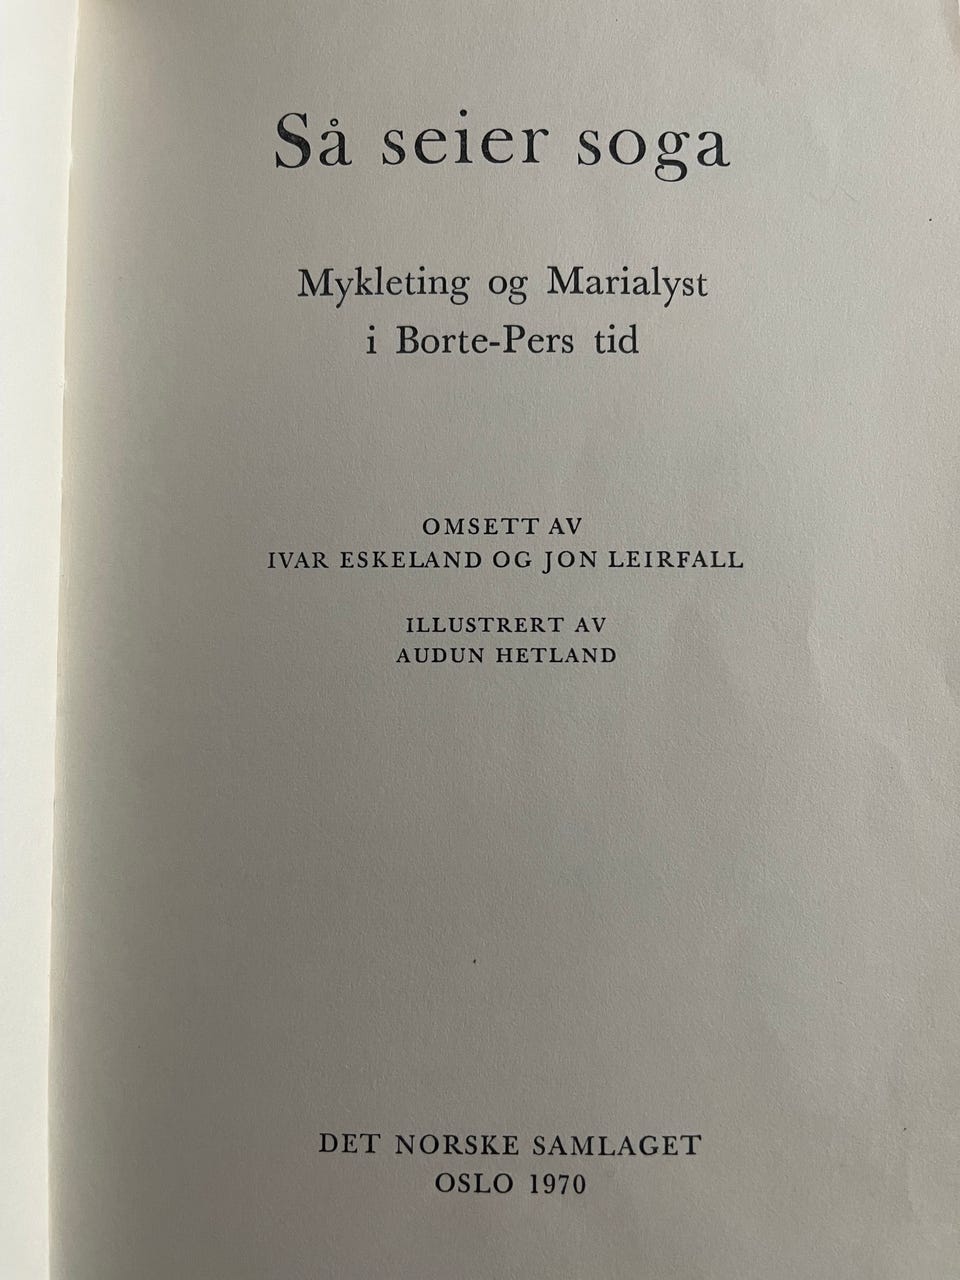 Så seier soga
Mykleting og Marialyst
i Borte-Pers tid
OMSETT AV
IVAR ESKELAND OG JON LEIRFALL
ILLUSTRERT AV
AUDUN HETLAND
DET NORSKE SAMLAGET
OSLO 1970